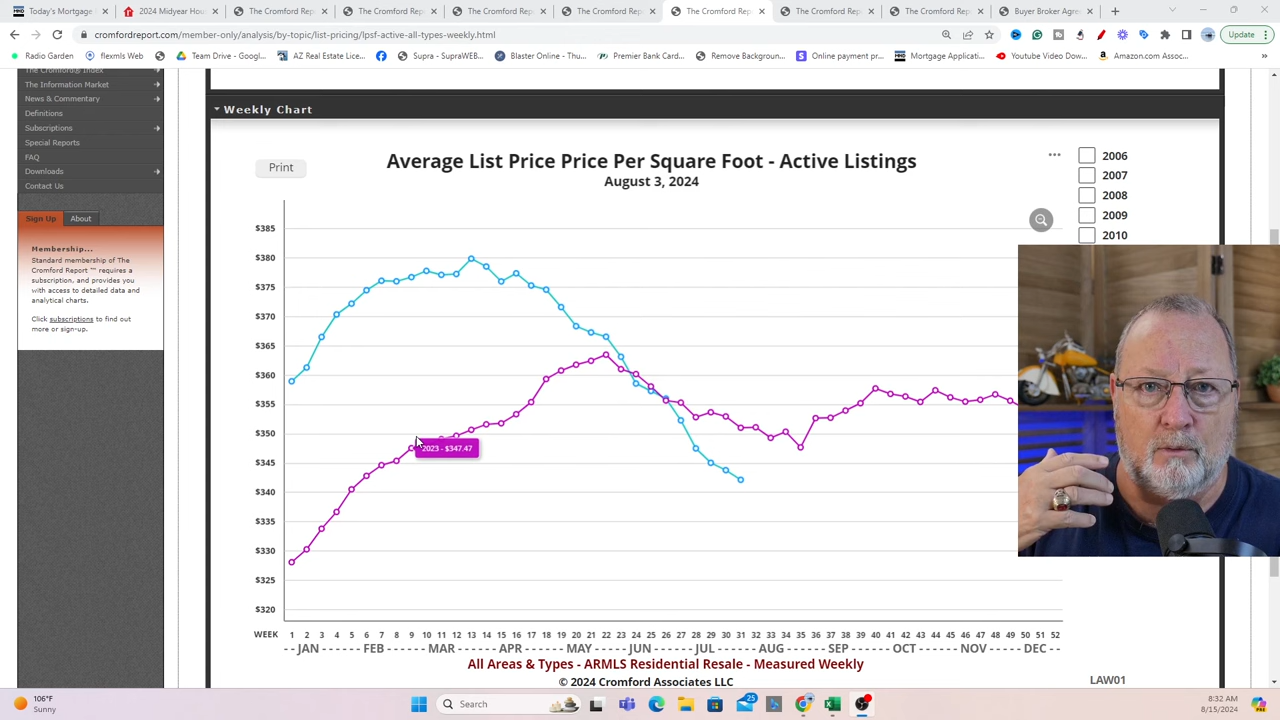 Today's Mortgage
2024 Midyear Hou
The Cromford Rep
The Cromford Rep
The Cromford Rep
The Cromford Rep
The Cromford Rep
The Cromford Rep
The Cromford Rep
Buyer Broker Agre
cromfordreport.com/member-only/analysis/by-topic/list-pricing/lpsf-active-all-types-weekly.html
Update
Radio Garden
flexmls Web
Team Drive - Googl...
AZ Real Estate Ldr...
Supra - SupraWEB...
Blaster Online - Thu...
Premier Bank Card...
Remove Background...
Online payment pr...
Mortgage Applicati...
Youtube Video Dow...
Amazon.com Assoc...
The Cromford® Index
The Information Market
News & Commentary
Definitions
Subscriptions
Special Reports
FAQ
Downloads
Contact Us
Sign Up
About
Membership...
Standard membership of The
Cromford Report ™ requires a
subscription, and provides you
with access to detailed data and
analytical charts.
Click subscriptions to find out
more or sign-up.
Weekly Chart
Print
Average List Price Price Per Square Foot - Active Listings
August 3, 2024
2006
2007
2008
2009
2010
$385
$380
$375
$370
$365
$360
$355
$350
$345
$340
$335
$330
$325
$320
2023 - $347.47
WEEK 1 2 3 4 5 6 7 8 9 10 11 12 13 14 15 16 17 18 19 20 21 22 23 24 25 26 27 28 29 30 31 32 33 34 35 36 37 38 39 40 41 42 43 44 45 46 47 48 49 50 51 52
- - JAN - - - - - FEB - - - - - MAR - - - - - APR - - - - - MAY - - - - - JUN - - - - - JUL - - - - - AUG - - - - - SEP - - - - - OCT - - - - - NOV - - - - - DEC - -
All Areas & Types - ARMLS Residential Resale - Measured Weekly
© 2024 Cromford Associates LLC
LAW01
106°F
Sunny
Search
25
8:32 AM
8/15/2024